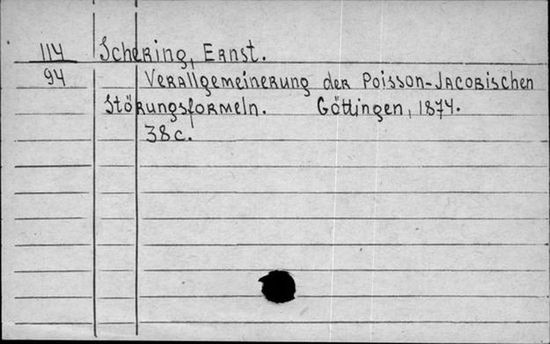 114 Schering, Ernst.
94 Verallgemeinerung der Poisson-Jacobischen
Störungsformeln. Göttingen, 1874.
38c.